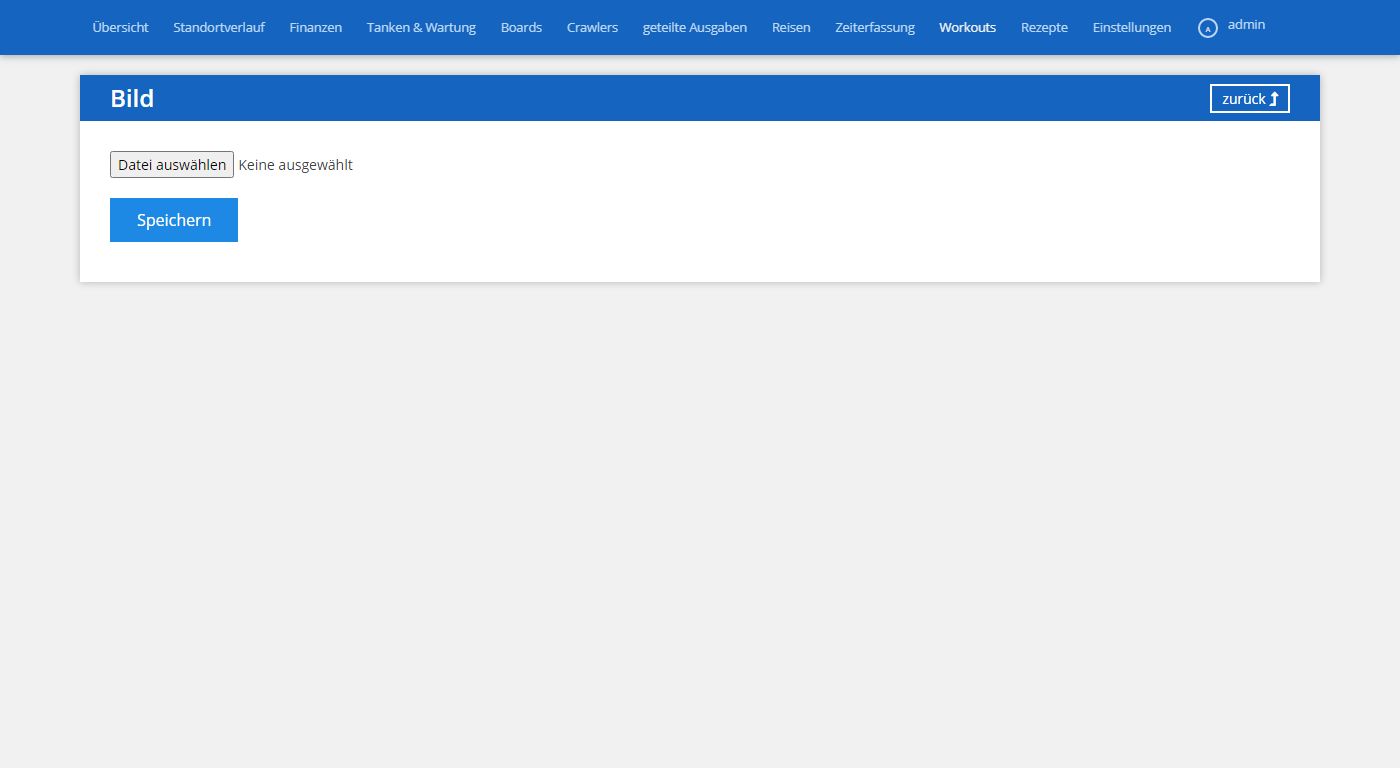 Übersicht Standortverlauf Finanzen Tanken & Wartung Boards Crawlers geteilte Ausgaben Reisen Zeiterfassung Workouts Rezepte Einstellungen A admin
Bild zurück
Datei auswählen Keine ausgewählt
Speichern